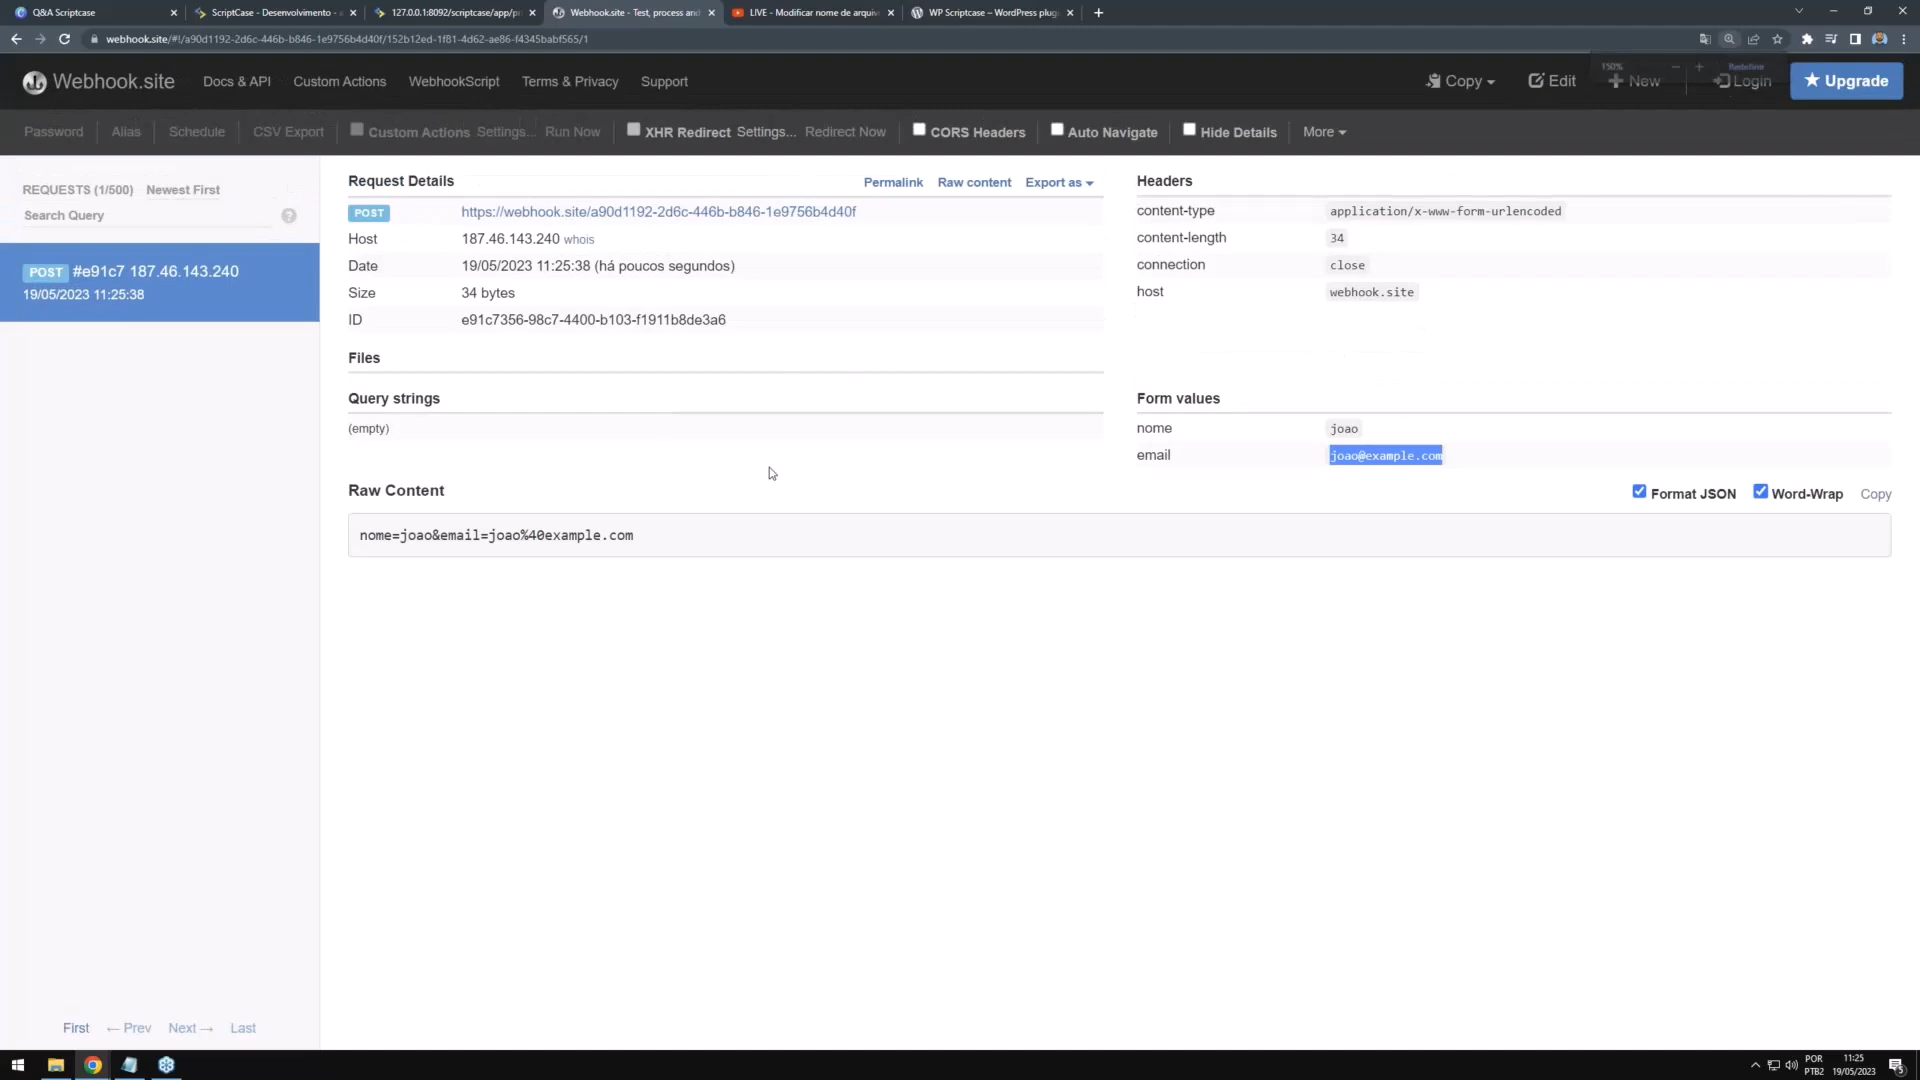 Q&A Scriptcase
ScriptCase - Desenvolvimento -
127.0.0.1:8092/scriptcase/app/pr
Webhook.site - Test, process and
LIVE - Modificar nome de arquiv
WP Scriptcase – WordPress plug
webhook.site/#!/a90d1192-2d6c-446b-b846-1e9756b4d40f/152b12ed-1f81-4d62-ae86-f4345babf565/1
Webhook.site Docs & API Custom Actions WebhookScript Terms & Privacy Support Copy Edit New Login Upgrade
150% − + Redefinir
Password Alias Schedule CSV Export Custom Actions Settings... Run Now XHR Redirect Settings... Redirect Now CORS Headers Auto Navigate Hide Details More
REQUESTS (1/500) Newest First
Search Query ?
POST #e91c7 187.46.143.240
19/05/2023 11:25:38
Request Details Permalink Raw content Export as
POST https://webhook.site/a90d1192-2d6c-446b-b846-1e9756b4d40f
Host 187.46.143.240 whois
Date 19/05/2023 11:25:38 (há poucos segundos)
Size 34 bytes
ID e91c7356-98c7-4400-b103-f1911b8de3a6
Files
Query strings
(empty)
Headers
content-type application/x-www-form-urlencoded
content-length 34
connection close
host webhook.site
Form values
nome joao
email joao@example.com
Raw Content Format JSON Word-Wrap Copy
nome=joao&email=joao%40example.com
First ← Prev Next → Last
POR
PTB2
11:25
19/05/2023
5